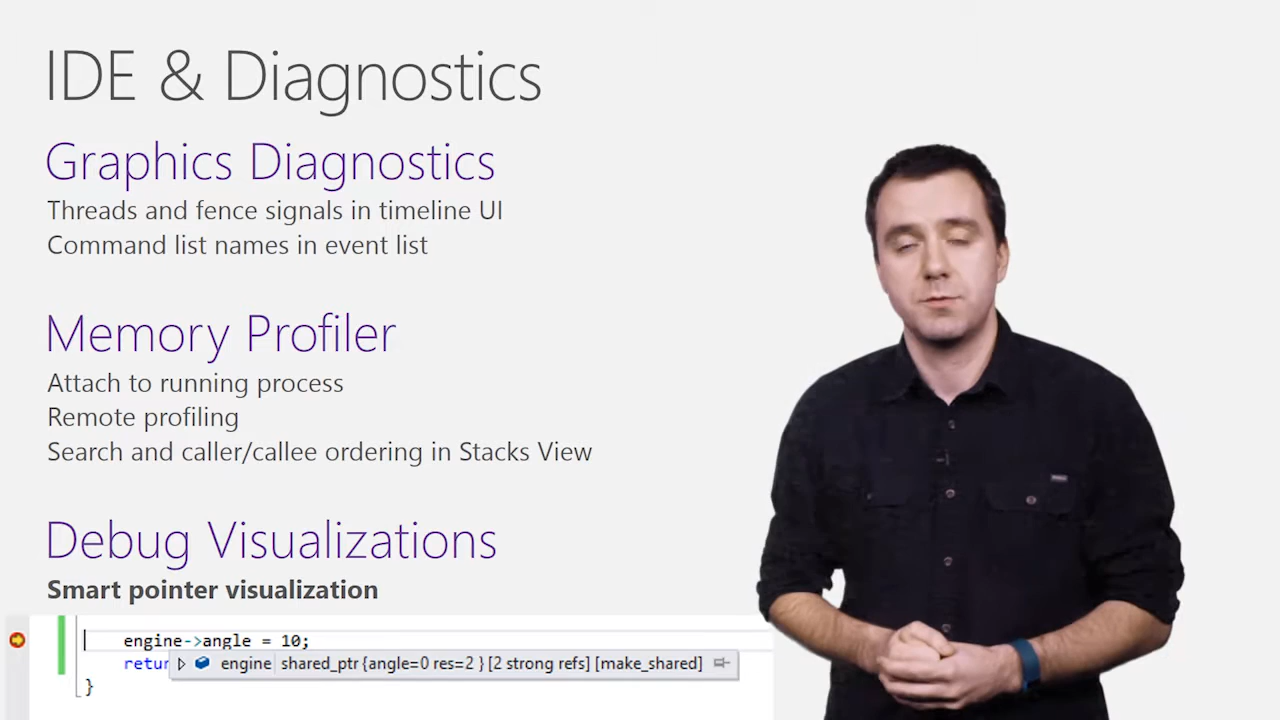 IDE & Diagnostics
Graphics Diagnostics
Threads and fence signals in timeline UI
Command list names in event list
Memory Profiler
Attach to running process
Remote profiling
Search and caller/callee ordering in Stacks View
Debug Visualizations
Smart pointer visualization
engine->angle = 10;
retur
engine shared_ptr {angle=0 res=2 } [2 strong refs] [make_shared]
}